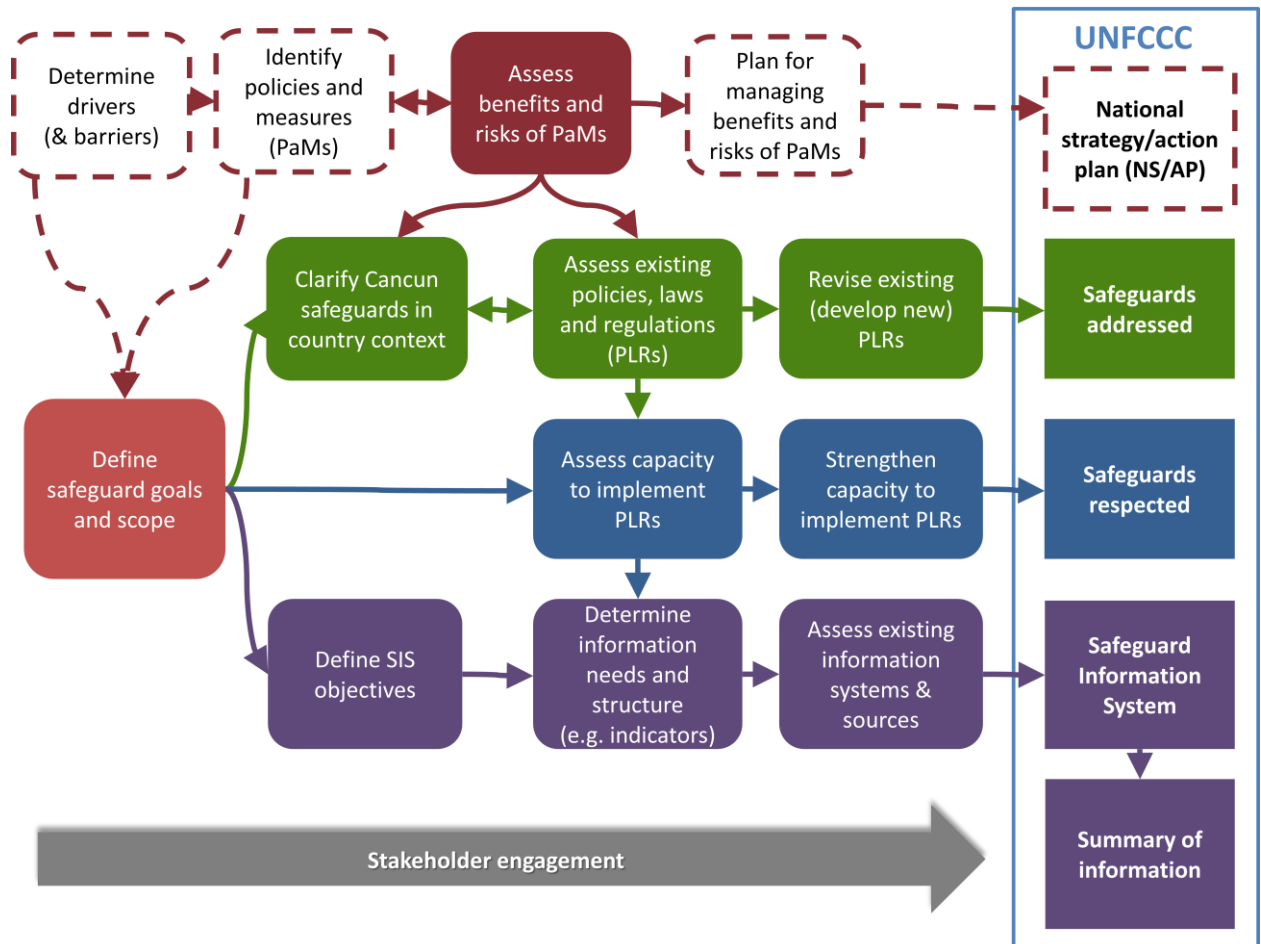 UNFCCC
Determine
drivers
(& barriers)
Identify
policies and
measures
(PaMs)
Assess
benefits and
risks of PaMs
Plan for
managing
benefits and
risks of PaMs
National
strategy/action
plan (NS/AP)
Clarify Cancun
safeguards in
country context
Assess existing
policies, laws
and regulations
(PLRs)
Revise existing
(develop new)
PLRs
Safeguards
addressed
Define
safeguard goals
and scope
Assess capacity
to implement
PLRs
Strengthen
capacity to
implement PLRs
Safeguards
respected
Define SIS
objectives
Determine
information
needs and
structure
(e.g. indicators)
Assess existing
information
systems &
sources
Safeguard
Information
System
Stakeholder engagement
Summary of
information